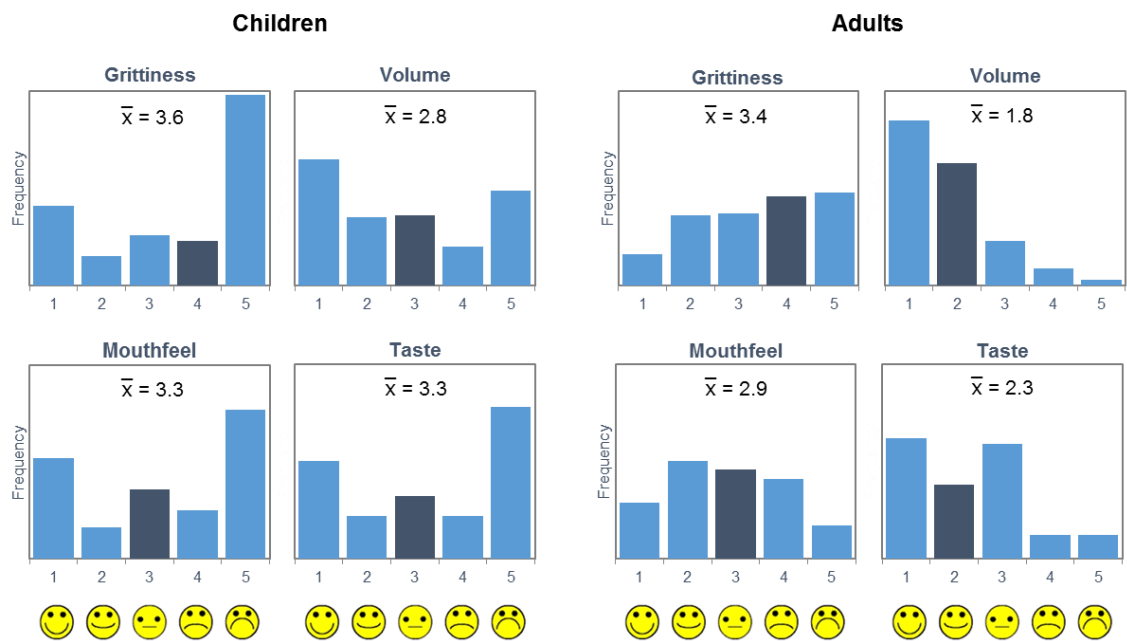 Children
Adults
Grittiness
Volume
Grittiness
Volume
x̅ = 3.6
x̅ = 2.8
x̅ = 3.4
x̅ = 1.8
Frequency
Frequency
1 2 3 4 5
1 2 3 4 5
1 2 3 4 5
1 2 3 4 5
Mouthfeel
Taste
Mouthfeel
Taste
x̅ = 3.3
x̅ = 3.3
x̅ = 2.9
x̅ = 2.3
Frequency
Frequency
1 2 3 4 5
1 2 3 4 5
1 2 3 4 5
1 2 3 4 5